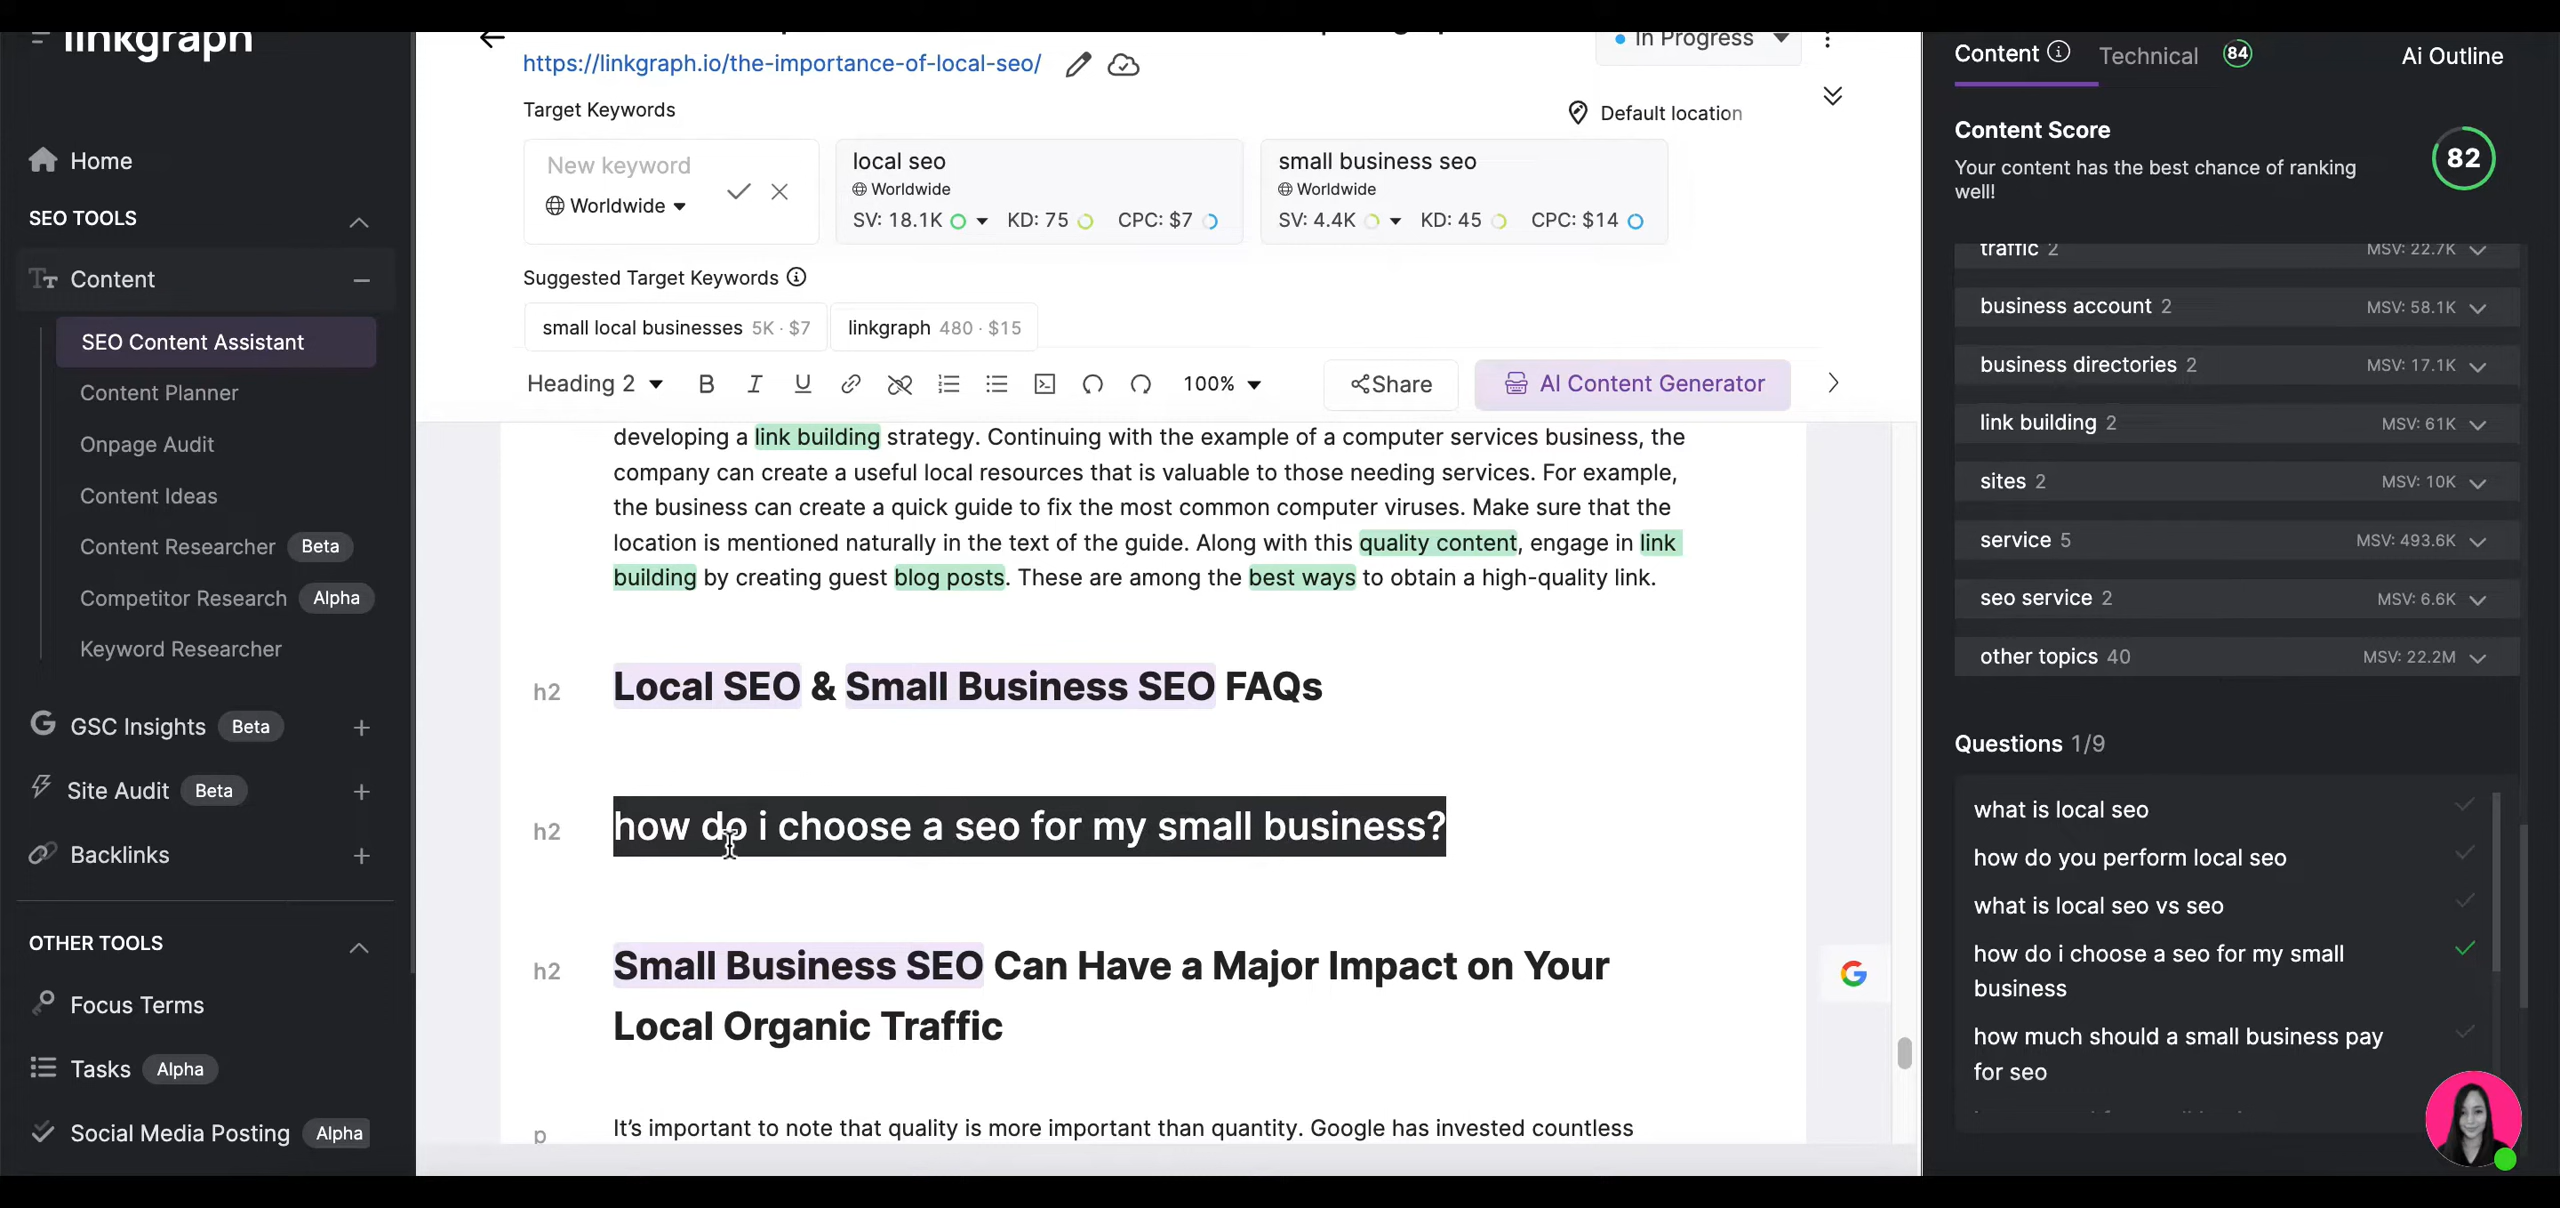 linkgraph
Home
SEO TOOLS
Content
SEO Content Assistant
Content Planner
Onpage Audit
Content Ideas
Content Researcher Beta
Competitor Research Alpha
Keyword Researcher
GSC Insights Beta
Site Audit Beta
Backlinks
OTHER TOOLS
Focus Terms
Tasks Alpha
Social Media Posting Alpha
https://linkgraph.io/the-importance-of-local-seo/
In Progress
Target Keywords
Default location
New keyword
Worldwide
local seo
Worldwide
SV: 18.1K KD: 75 CPC: $7
small business seo
Worldwide
SV: 4.4K KD: 45 CPC: $14
Suggested Target Keywords
small local businesses 5K · $7
linkgraph 480 · $15
Heading 2 B I U 100% Share AI Content Generator
developing a link building strategy. Continuing with the example of a computer services business, the
company can create a useful local resources that is valuable to those needing services. For example,
the business can create a quick guide to fix the most common computer viruses. Make sure that the
location is mentioned naturally in the text of the guide. Along with this quality content, engage in link
building by creating guest blog posts. These are among the best ways to obtain a high-quality link.
h2 Local SEO & Small Business SEO FAQs
h2 how do i choose a seo for my small business?
h2 Small Business SEO Can Have a Major Impact on Your
Local Organic Traffic
p It's important to note that quality is more important than quantity. Google has invested countless
Content Technical 84 Ai Outline
Content Score
Your content has the best chance of ranking
well!
82
traffic 2 MSV: 22.7K
business account 2 MSV: 58.1K
business directories 2 MSV: 17.1K
link building 2 MSV: 61K
sites 2 MSV: 10K
service 5 MSV: 493.6K
seo service 2 MSV: 6.6K
other topics 40 MSV: 22.2M
Questions 1/9
what is local seo
how do you perform local seo
what is local seo vs seo
how do i choose a seo for my small
business
how much should a small business pay
for seo